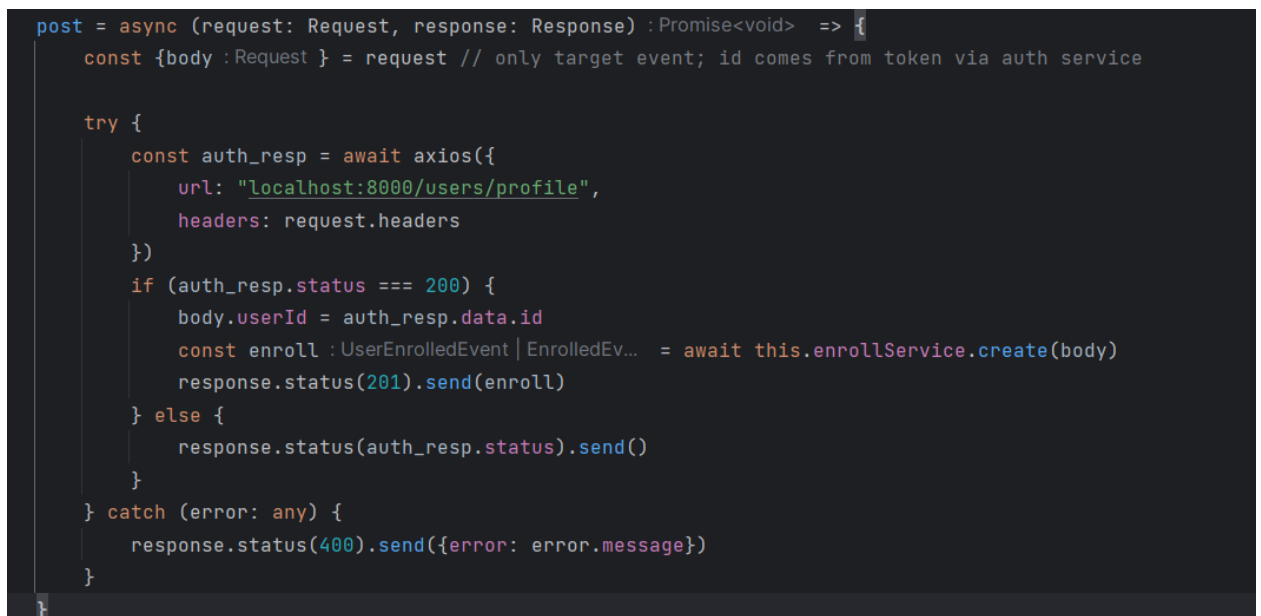 post = async (request: Request, response: Response) : Promise<void> => {
const {body : Request } = request // only target event; id comes from token via auth service
try {
const auth_resp = await axios({
url: "localhost:8000/users/profile",
headers: request.headers
})
if (auth_resp.status === 200) {
body.userId = auth_resp.data.id
const enroll : UserEnrolledEvent | EnrolledEv... = await this.enrollService.create(body)
response.status(201).send(enroll)
} else {
response.status(auth_resp.status).send()
}
} catch (error: any) {
response.status(400).send({error: error.message})
}
}